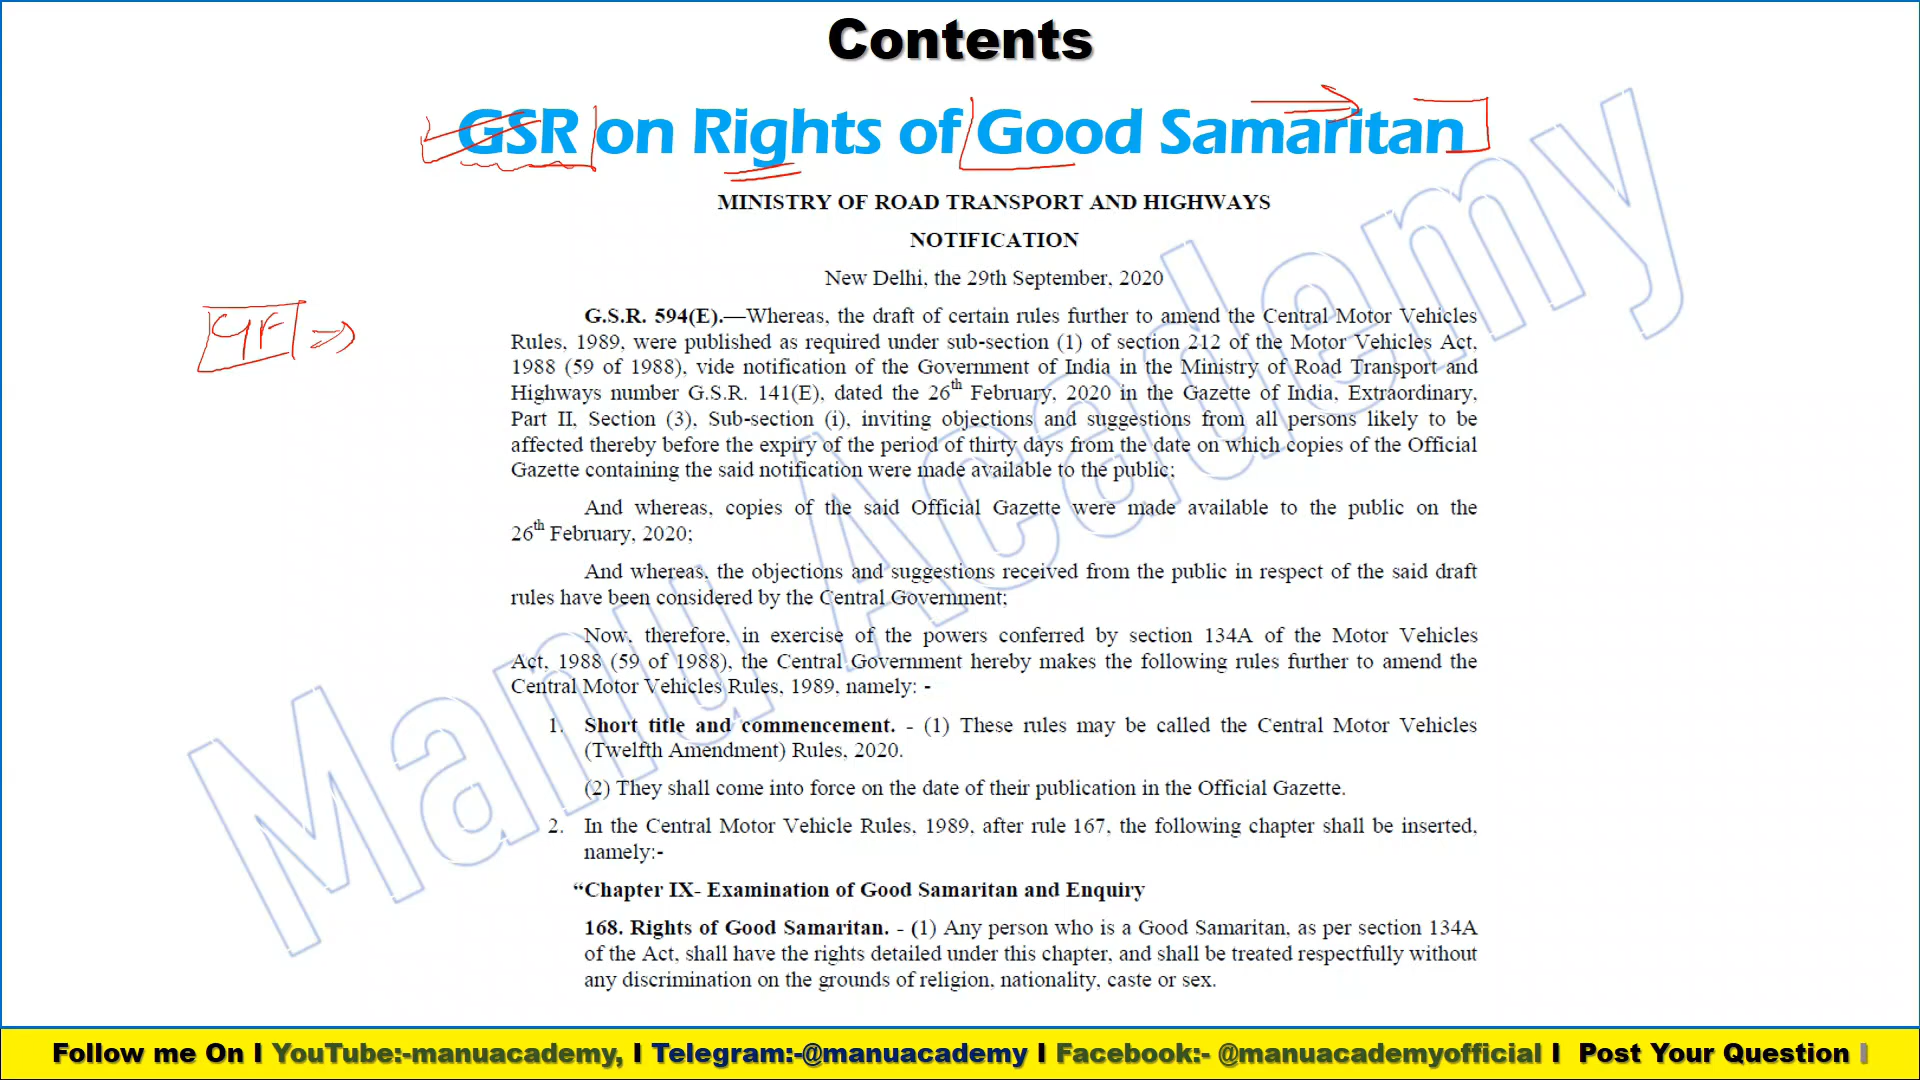 Contents
GSR on Rights of Good Samaritan
MINISTRY OF ROAD TRANSPORT AND HIGHWAYS
NOTIFICATION
New Delhi, the 29th September, 2020
G.S.R. 594(E).—Whereas, the draft of certain rules further to amend the Central Motor Vehicles
Rules, 1989, were published as required under sub-section (1) of section 212 of the Motor Vehicles Act,
1988 (59 of 1988), vide notification of the Government of India in the Ministry of Road Transport and
Highways number G.S.R. 141(E), dated the 26th February, 2020 in the Gazette of India, Extraordinary,
Part II, Section (3), Sub-section (i), inviting objections and suggestions from all persons likely to be
affected thereby before the expiry of the period of thirty days from the date on which copies of the Official
Gazette containing the said notification were made available to the public;
And whereas, copies of the said Official Gazette were made available to the public on the
26th February, 2020;
And whereas, the objections and suggestions received from the public in respect of the said draft
rules have been considered by the Central Government;
Now, therefore, in exercise of the powers conferred by section 134A of the Motor Vehicles
Act, 1988 (59 of 1988), the Central Government hereby makes the following rules further to amend the
Central Motor Vehicles Rules, 1989, namely: -
1. Short title and commencement. - (1) These rules may be called the Central Motor Vehicles
(Twelfth Amendment) Rules, 2020.
(2) They shall come into force on the date of their publication in the Official Gazette.
2. In the Central Motor Vehicle Rules, 1989, after rule 167, the following chapter shall be inserted,
namely:-
“Chapter IX- Examination of Good Samaritan and Enquiry
168. Rights of Good Samaritan. - (1) Any person who is a Good Samaritan, as per section 134A
of the Act, shall have the rights detailed under this chapter, and shall be treated respectfully without
any discrimination on the grounds of religion, nationality, caste or sex.
Manu Academy
Follow me On I YouTube:-manuacademy, I Telegram:-@manuacademy I Facebook:- @manuacademyofficial I Post Your Question I